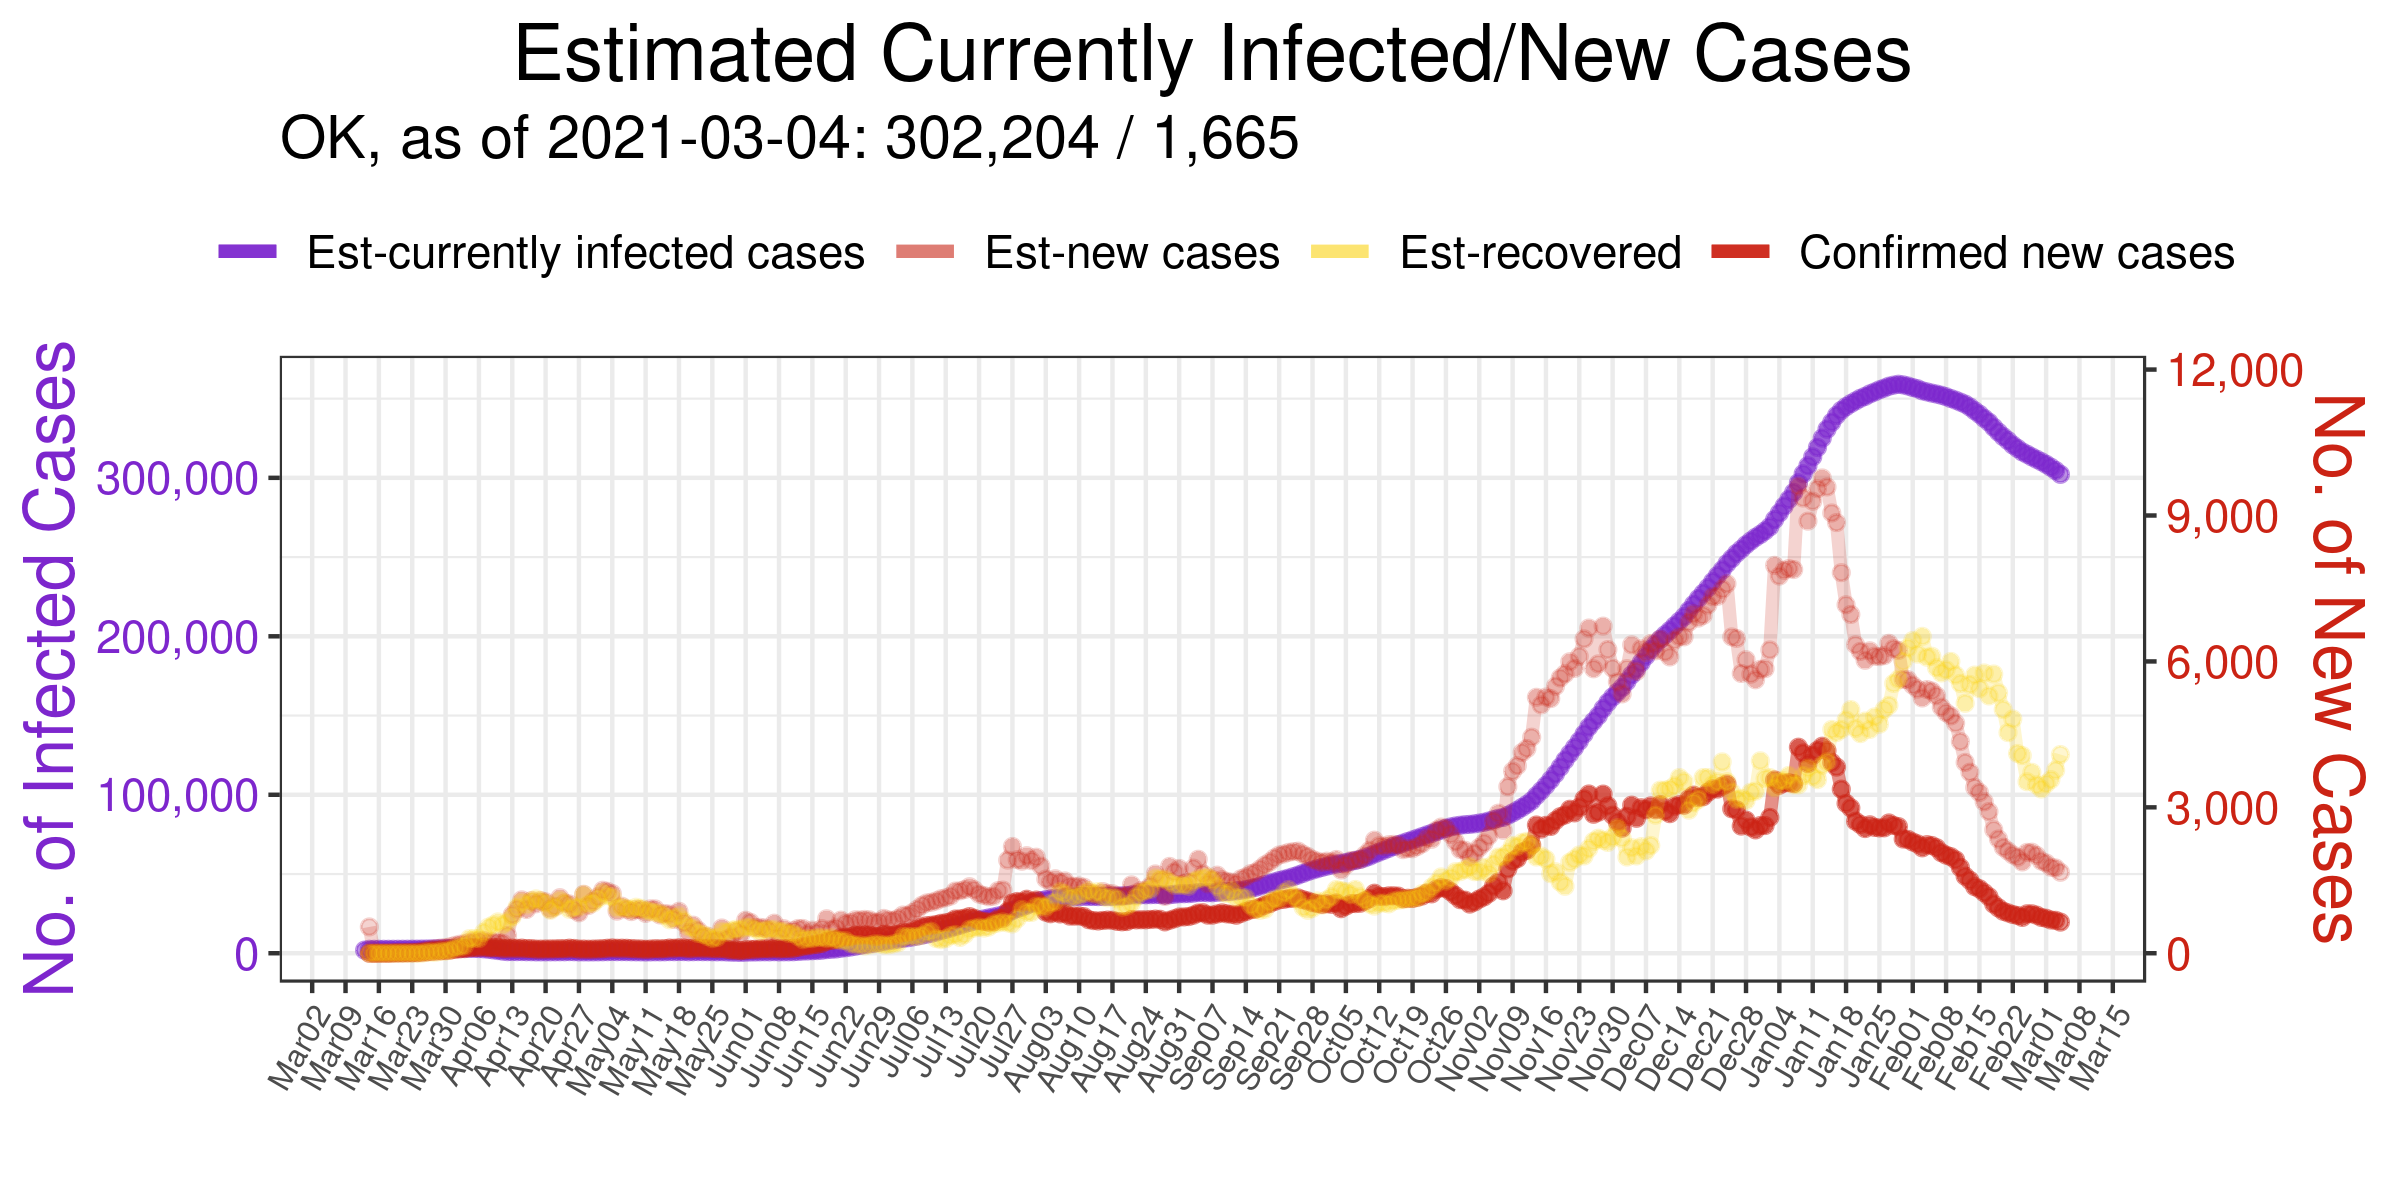 Estimated Currently Infected/New Cases
OK, as of 2021-03-04: 302,204 / 1,665
Est-currently infected cases Est-new cases Est-recovered Confirmed new cases
No. of Infected Cases
300,000
200,000
100,000
0
12,000
9,000
6,000
3,000
0
No. of New Cases
Mar02 Mar09 Mar16 Mar23 Mar30 Apr06 Apr13 Apr20 Apr27 May04 May11 May18 May25 Jun01 Jun08 Jun15 Jun22 Jun29 Jul06 Jul13 Jul20 Jul27 Aug03 Aug10 Aug17 Aug24 Aug31 Sep07 Sep14 Sep21 Sep28 Oct05 Oct12 Oct19 Oct26 Nov02 Nov09 Nov16 Nov23 Nov30 Dec07 Dec14 Dec21 Dec28 Jan04 Jan11 Jan18 Jan25 Feb01 Feb08 Feb15 Feb22 Mar01 Mar08 Mar15